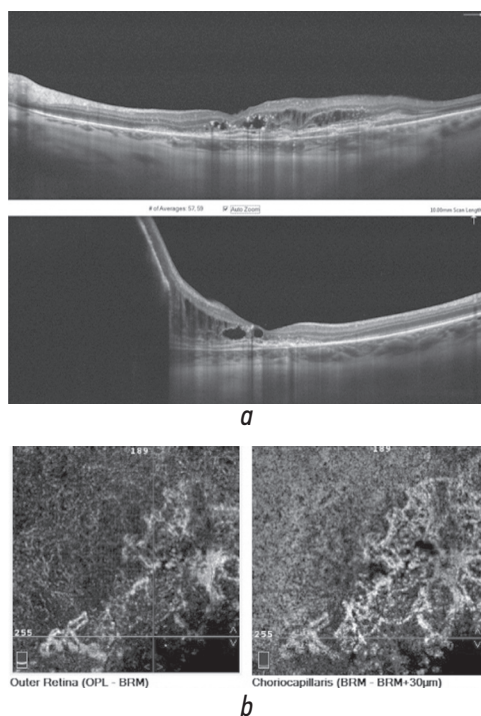 # of Averages: 57, 59 Auto Zoom 10.00mm Scan Length
a
189 189
255 255
Outer Retina (OPL - BRM) Choriocapillaris (BRM - BRM+30µm)
b